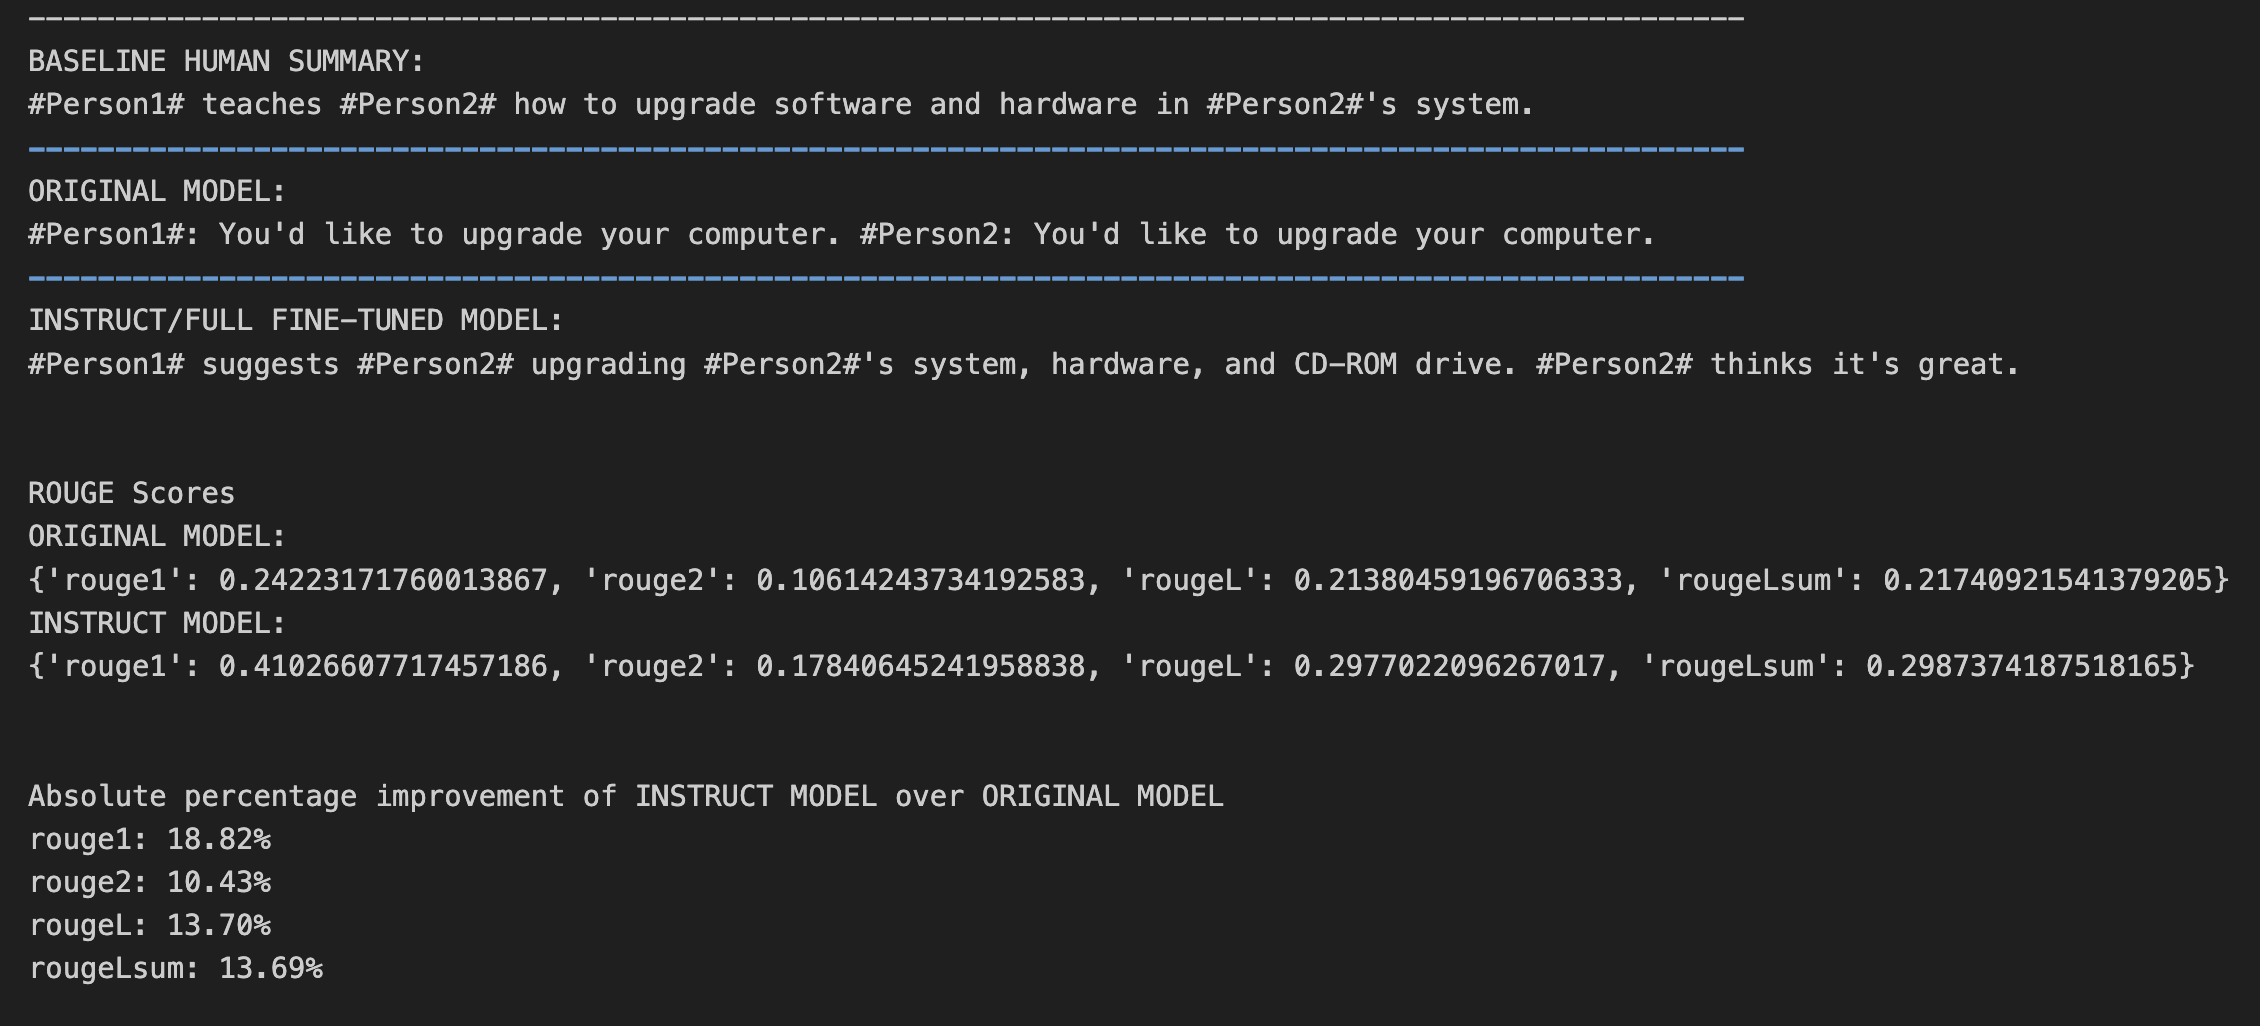 ---------------------------------------------------------------------------------------------------
BASELINE HUMAN SUMMARY:
#Person1# teaches #Person2# how to upgrade software and hardware in #Person2#'s system.
---------------------------------------------------------------------------------------------------
ORIGINAL MODEL:
#Person1#: You'd like to upgrade your computer. #Person2: You'd like to upgrade your computer.
---------------------------------------------------------------------------------------------------
INSTRUCT/FULL FINE-TUNED MODEL:
#Person1# suggests #Person2# upgrading #Person2#'s system, hardware, and CD-ROM drive. #Person2# thinks it's great.
ROUGE Scores
ORIGINAL MODEL:
{'rouge1': 0.24223171760013867, 'rouge2': 0.10614243734192583, 'rougeL': 0.21380459196706333, 'rougeLsum': 0.21740921541379205}
INSTRUCT MODEL:
{'rouge1': 0.41026607717457186, 'rouge2': 0.17840645241958838, 'rougeL': 0.2977022096267017, 'rougeLsum': 0.2987374187518165}
Absolute percentage improvement of INSTRUCT MODEL over ORIGINAL MODEL
rouge1: 18.82%
rouge2: 10.43%
rougeL: 13.70%
rougeLsum: 13.69%